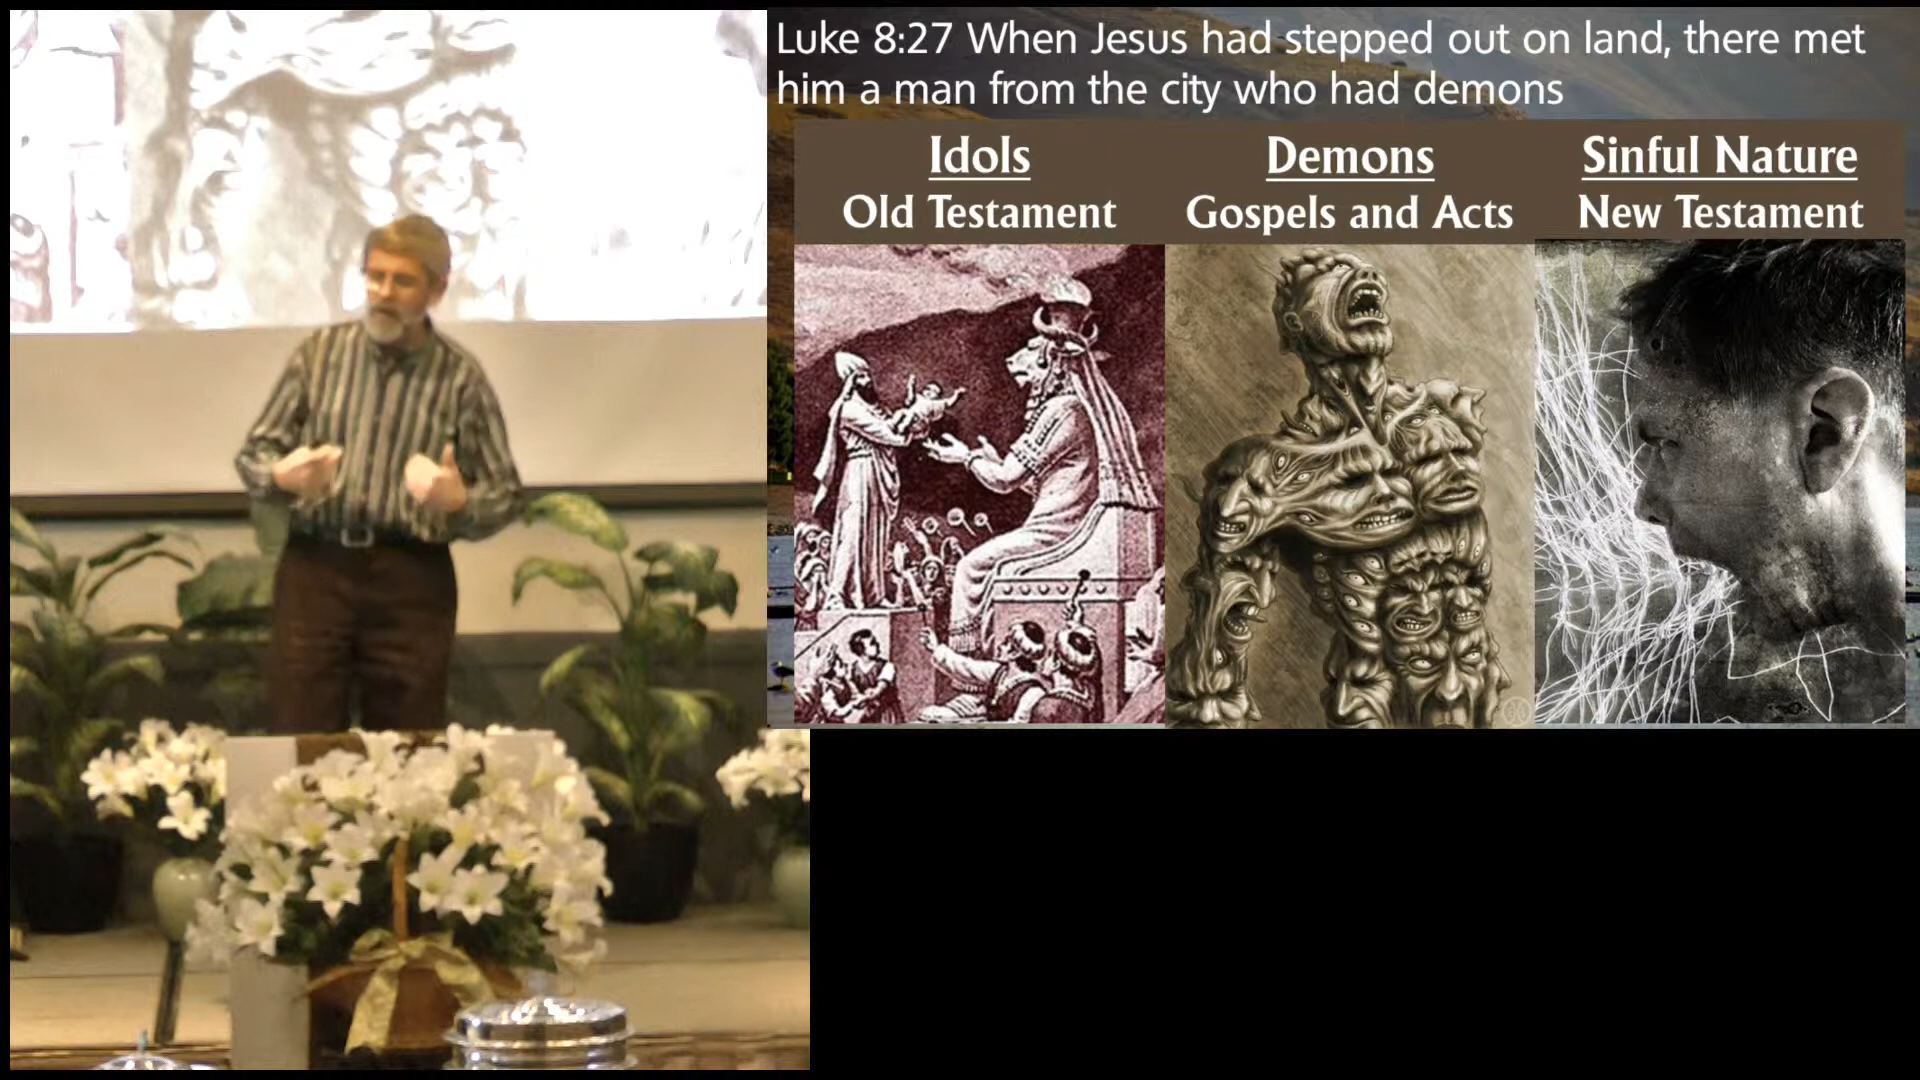 Luke 8:27 When Jesus had stepped out on land, there met
him a man from the city who had demons
Idols
Old Testament
Demons
Gospels and Acts
Sinful Nature
New Testament